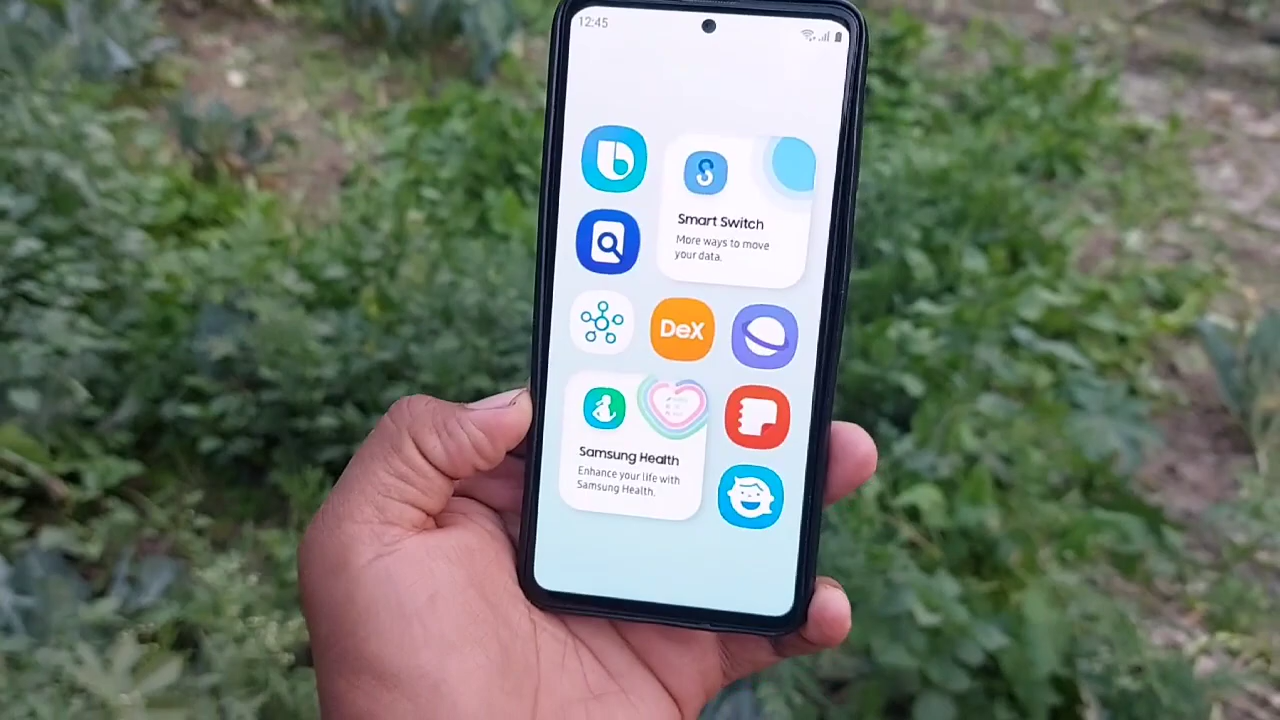 12:45
Smart Switch
More ways to move
your data.
DeX
Samsung Health
Enhance your life with
Samsung Health.